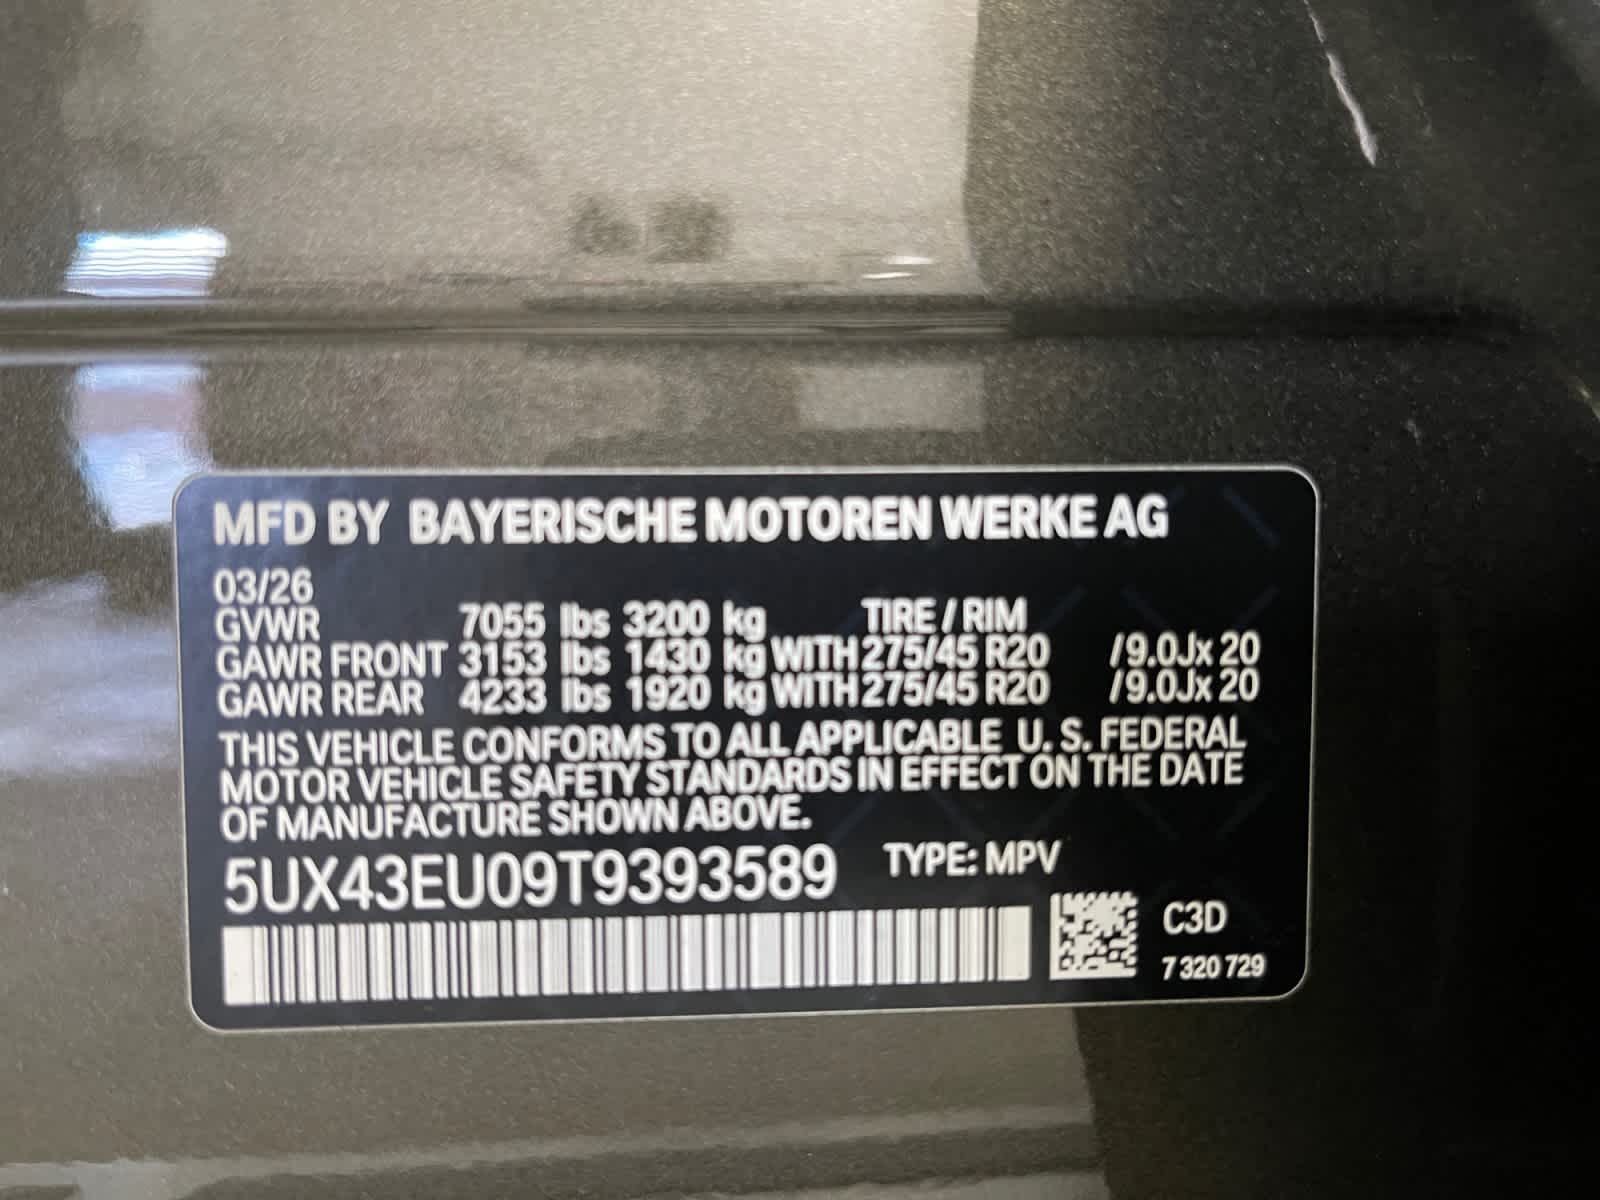 MFD BY BAYERISCHE MOTOREN WERKE AG
03/26
GVWR 7055 lbs 3200 kg TIRE / RIM
GAWR FRONT 3153 lbs 1430 kg WITH 275/45 R20 /9.0Jx 20
GAWR REAR 4233 lbs 1920 kg WITH 275/45 R20 /9.0Jx 20
THIS VEHICLE CONFORMS TO ALL APPLICABLE U. S. FEDERAL
MOTOR VEHICLE SAFETY STANDARDS IN EFFECT ON THE DATE
OF MANUFACTURE SHOWN ABOVE.
5UX43EU09T9393589 TYPE: MPV
C3D
7 320 729